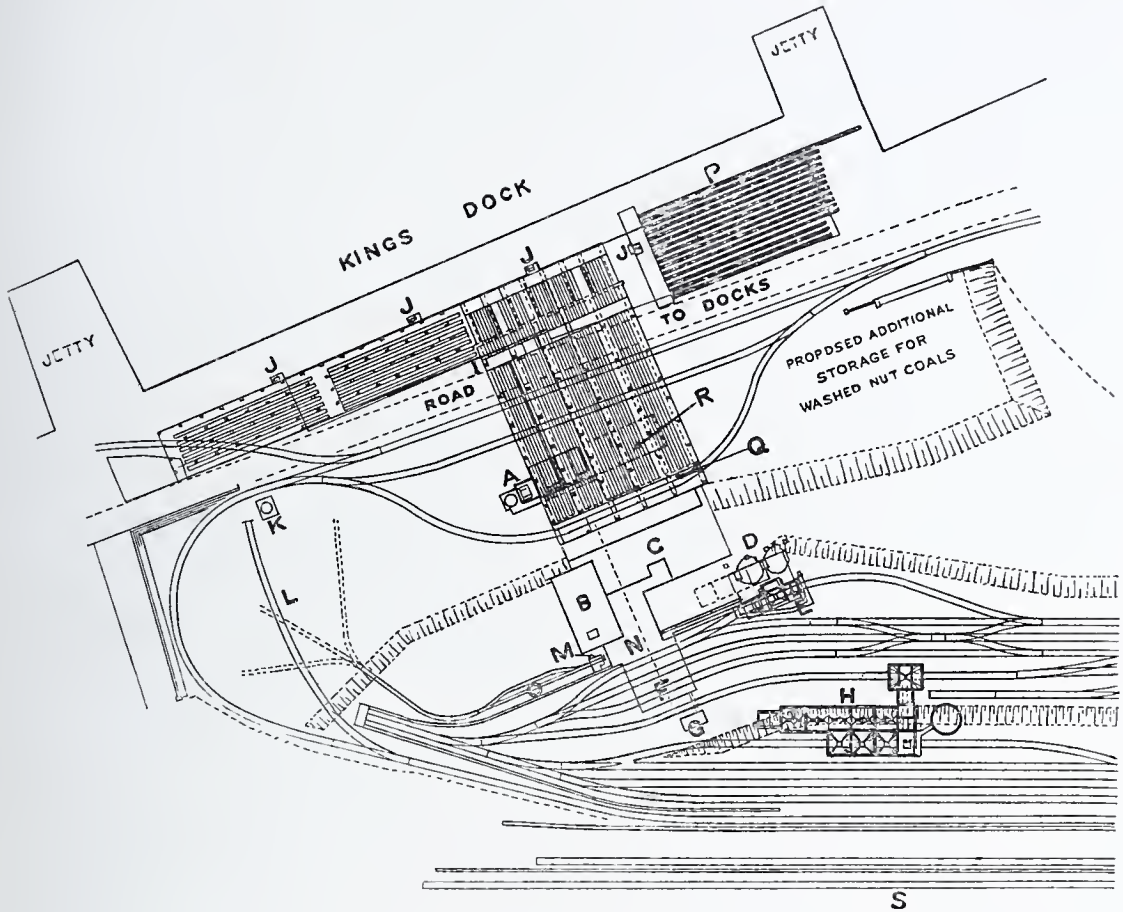 JETTY
P
KINGS DOCK
J
J
J
TO DOCKS
JETTY
J
PROPOSED ADDITIONAL
STORAGE FOR
WASHED NUT COALS
ROAD
R
Q
A
K
C
D
L
B
E
M
N
F
H
G
S